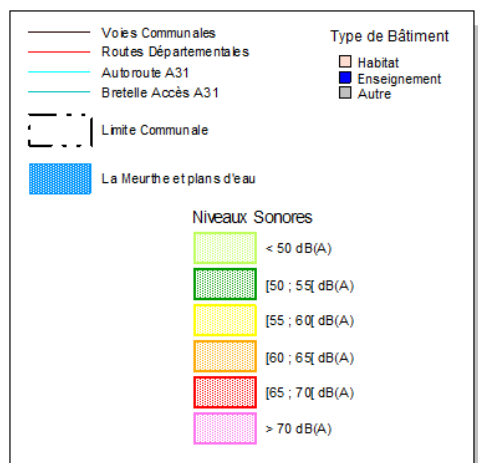 Voies Communales
Routes Départementales
Autoroute A31
Bretelle Accès A31
Limite Communale
La Meurthe et plans d'eau
Type de Bâtiment
Habitat
Enseignement
Autre
Niveaux Sonores
< 50 dB(A)
[50 ; 55[ dB(A)
[55 ; 60[ dB(A)
[60 ; 65[ dB(A)
[65 ; 70[ dB(A)
> 70 dB(A)